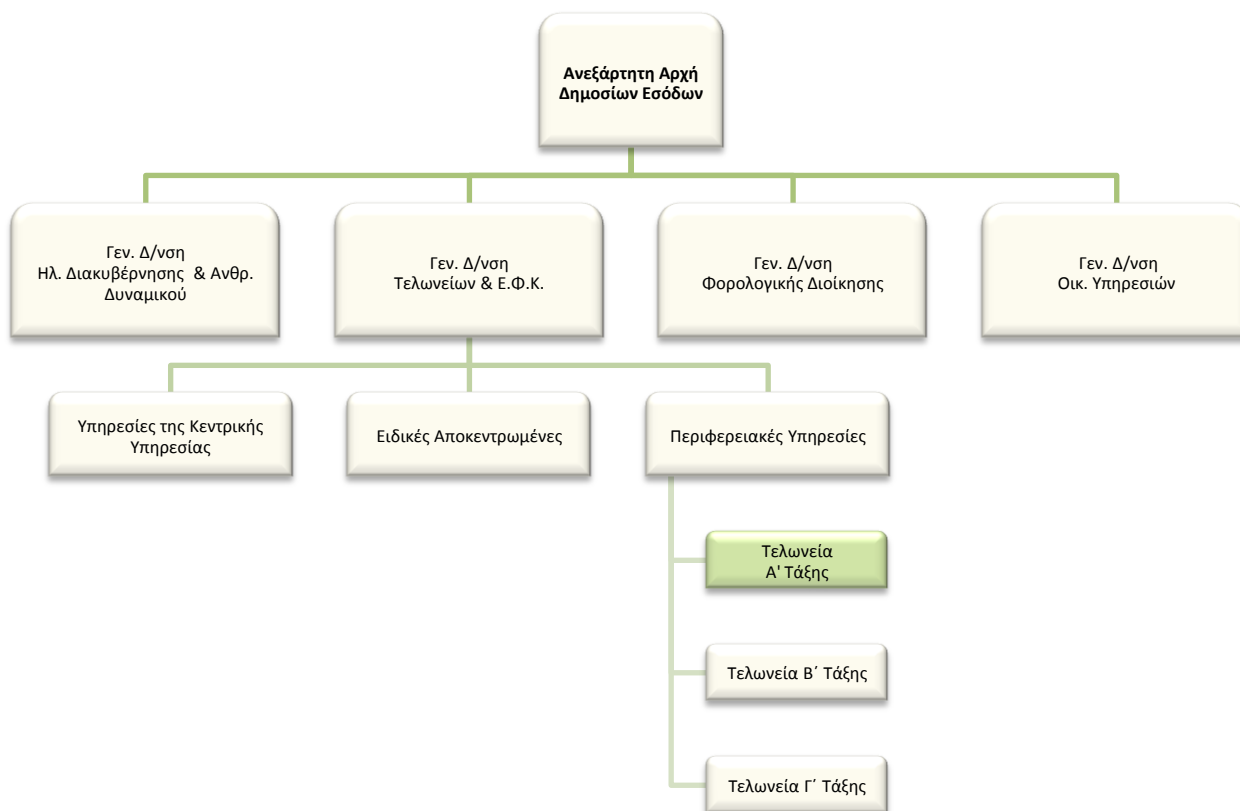 Ανεξάρτητη Αρχή
Δημοσίων Εσόδων
Γεν. Δ/νση
Ηλ. Διακυβέρνησης & Ανθρ.
Δυναμικού
Γεν. Δ/νση
Τελωνείων & Ε.Φ.Κ.
Γεν. Δ/νση
Φορολογικής Διοίκησης
Γεν. Δ/νση
Οικ. Υπηρεσιών
Υπηρεσίες της Κεντρικής
Υπηρεσίας
Ειδικές Αποκεντρωμένες
Περιφερειακές Υπηρεσίες
Τελωνεία
Α' Τάξης
Τελωνεία Β΄ Τάξης
Τελωνεία Γ΄ Τάξης